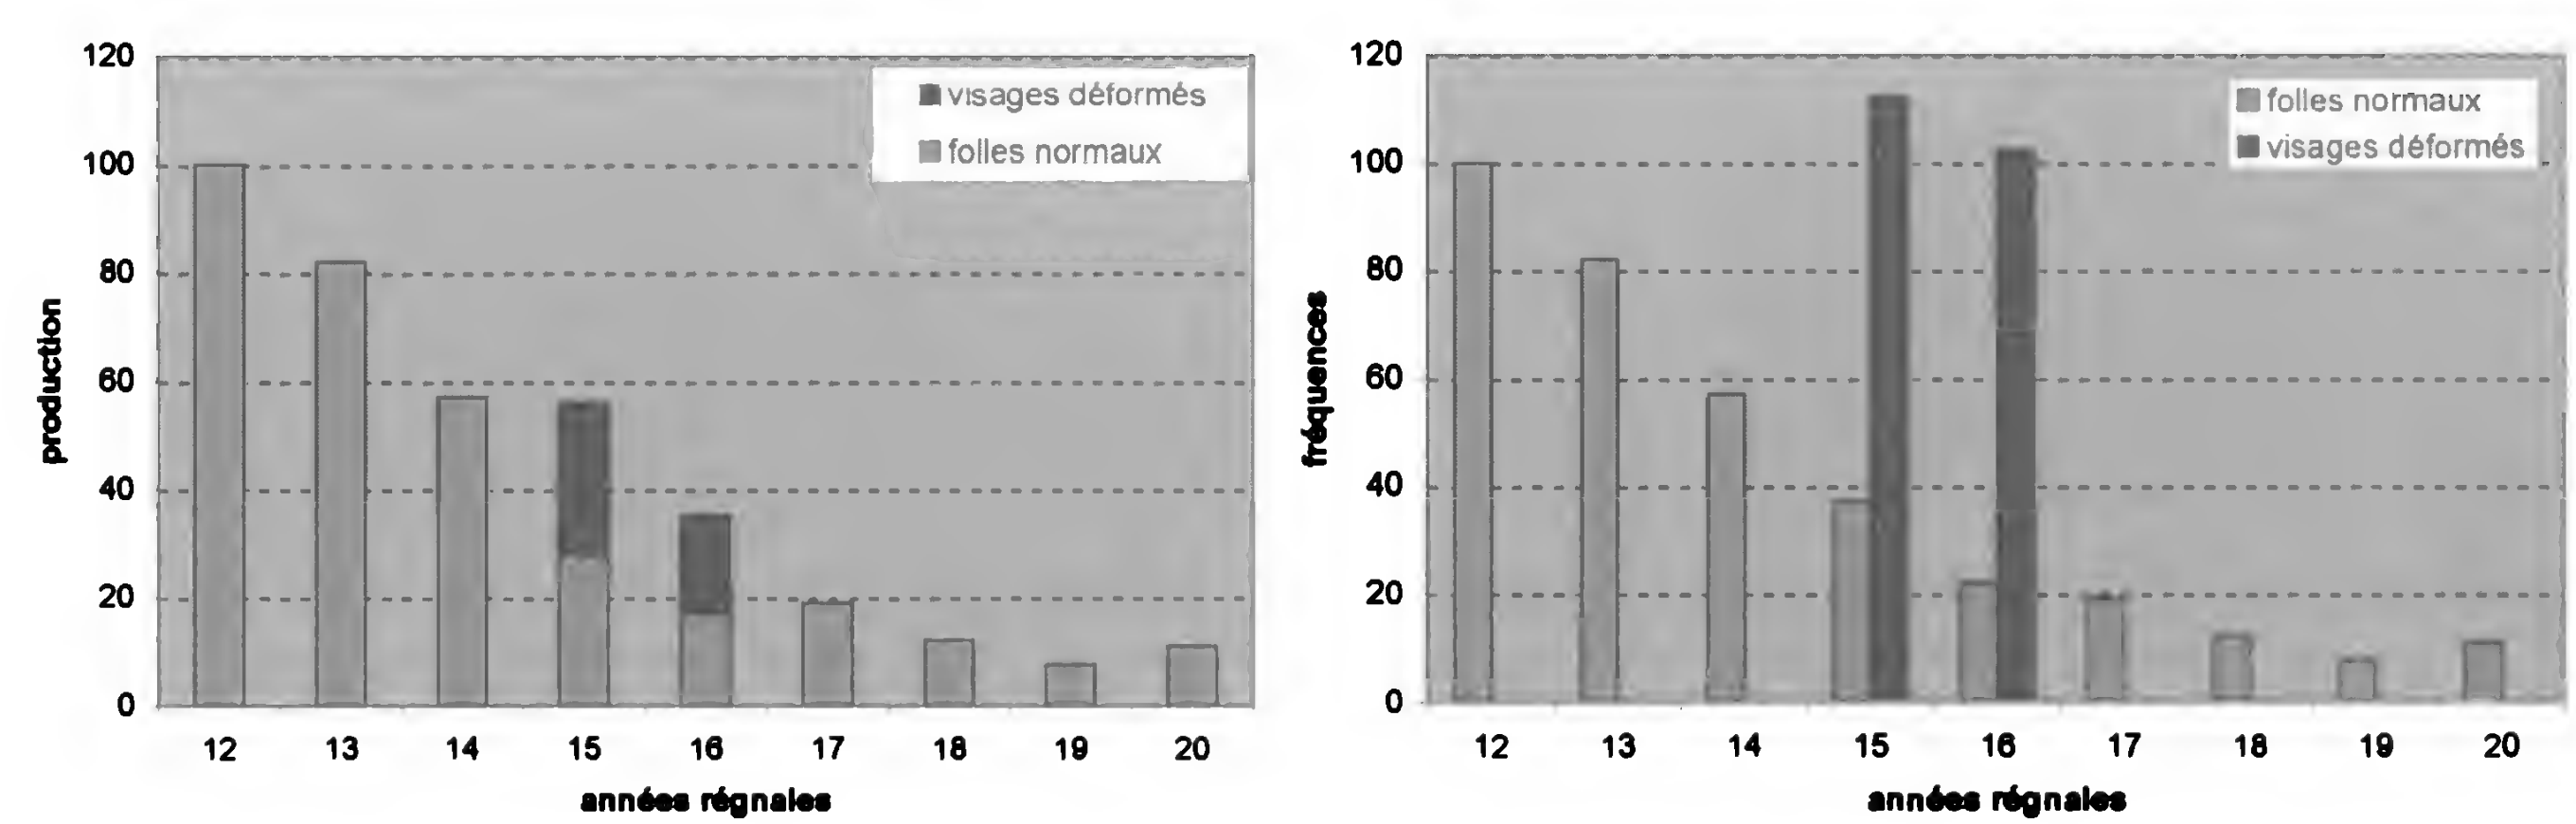 120
100
80
60
40
20
0
production
visages déformés
folles normaux
12 13 14 15 16 17 18 19 20
années régnales
120
100
80
60
40
20
0
fréquences
folles normaux
visages déformés
12 13 14 15 16 17 18 19 20
années régnales